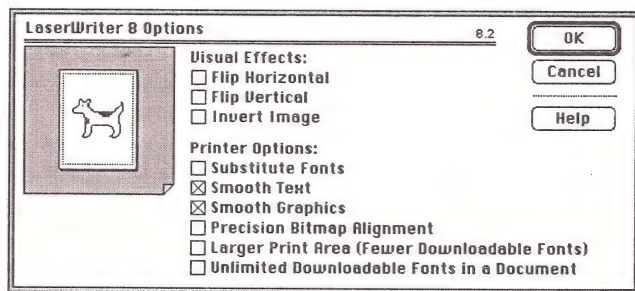 LaserWriter 8 Options 8.2
OK
Visual Effects:
Flip Horizontal
Cancel
Flip Vertical
Invert Image
Help
Printer Options:
Substitute Fonts
Smooth Text
Smooth Graphics
Precision Bitmap Alignment
Larger Print Area (Fewer Downloadable Fonts)
Unlimited Downloadable Fonts in a Document